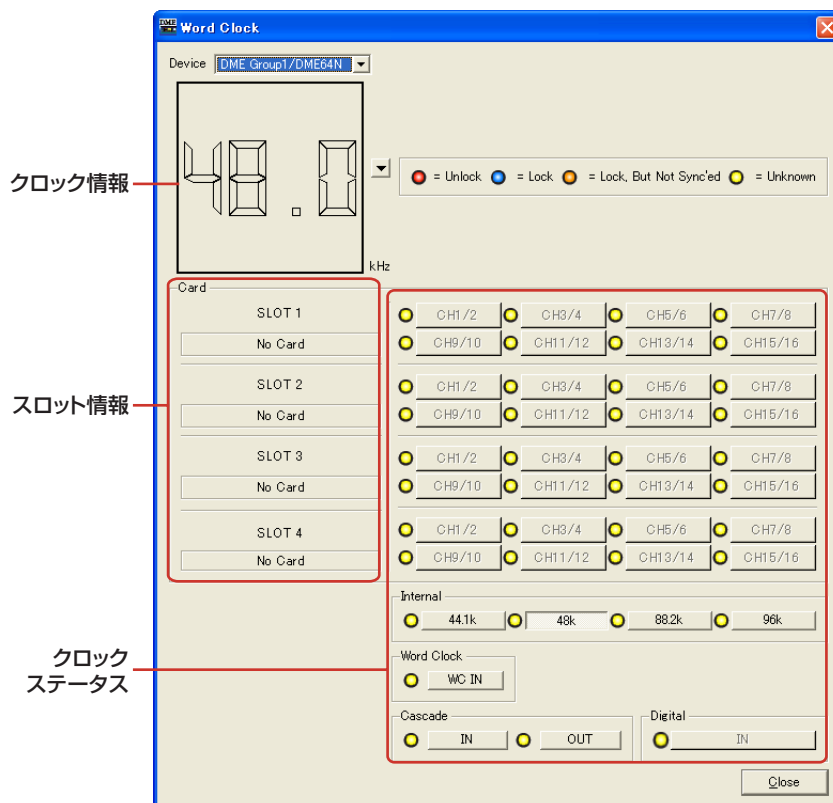 DME
Word Clock
Device DME Group1/DME64N
クロック情報
48.0
kHz
= Unlock = Lock = Lock, But Not Sync'ed = Unknown
Card
スロット情報
SLOT 1
No Card
CH1/2 CH3/4 CH5/6 CH7/8
CH9/10 CH11/12 CH13/14 CH15/16
SLOT 2
No Card
CH1/2 CH3/4 CH5/6 CH7/8
CH9/10 CH11/12 CH13/14 CH15/16
SLOT 3
No Card
CH1/2 CH3/4 CH5/6 CH7/8
CH9/10 CH11/12 CH13/14 CH15/16
SLOT 4
No Card
CH1/2 CH3/4 CH5/6 CH7/8
CH9/10 CH11/12 CH13/14 CH15/16
Internal
44.1k 48k 88.2k 96k
クロック
ステータス
Word Clock
WC IN
Cascade
IN OUT
Digital
IN
Close